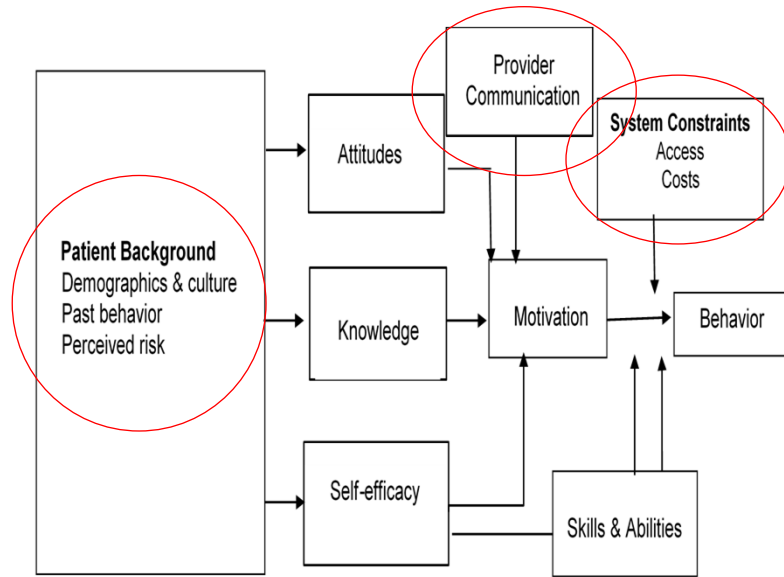 Provider
Communication
System Constraints
Access
Costs
Attitudes
Patient Background
Demographics & culture
Past behavior
Perceived risk
Knowledge
Motivation
Behavior
Self-efficacy
Skills & Abilities